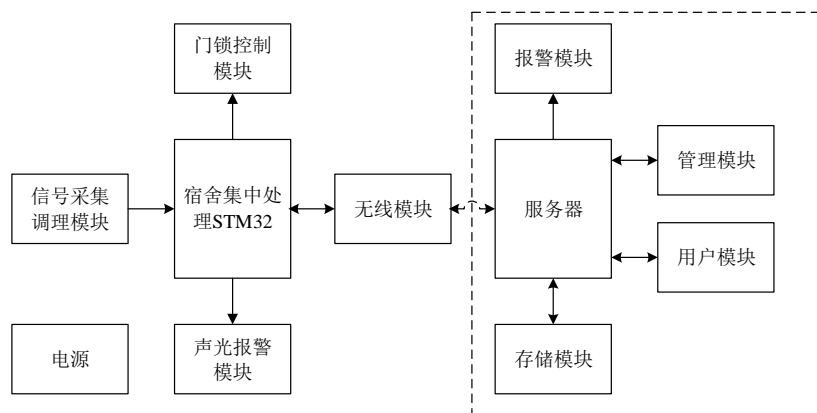 门锁控制
模块
报警模块
信号采集
调理模块
宿舍集中处
理STM32
无线模块
服务器
管理模块
用户模块
电源
声光报警
模块
存储模块